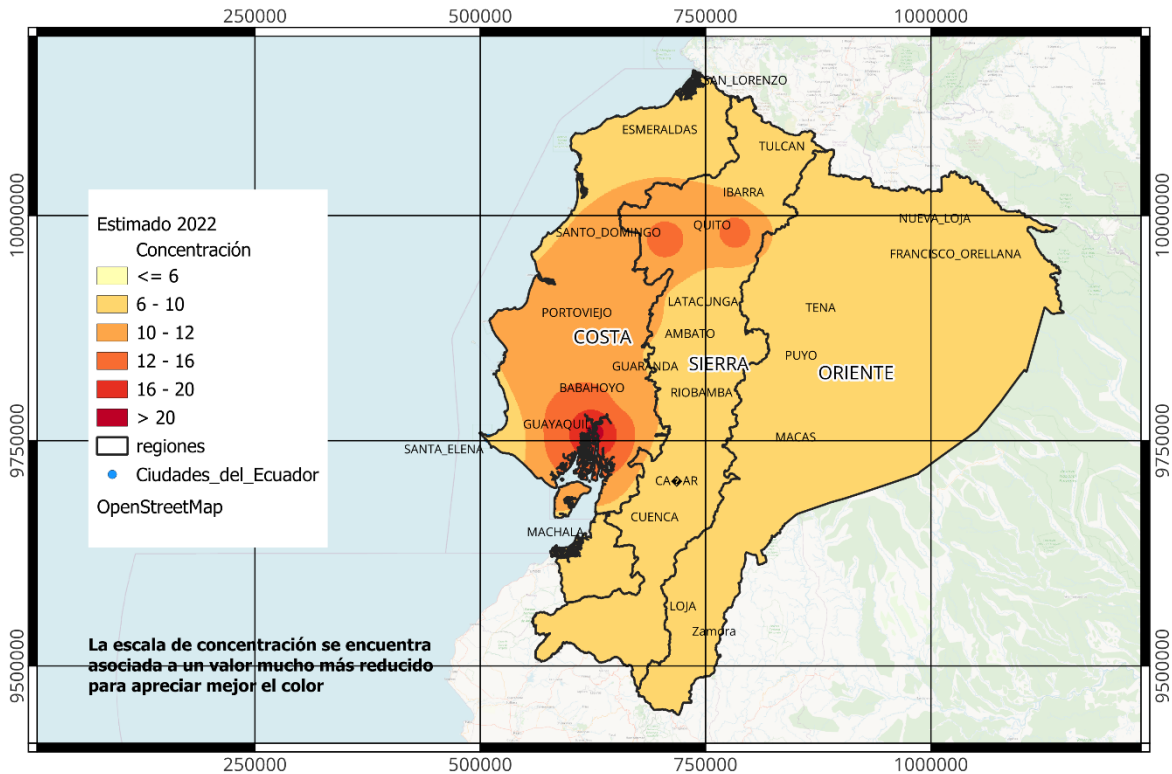 250000 500000 750000 1000000
SAN_LORENZO
ESMERALDAS
TULCAN
IBARRA
10000000 10000000
NUEVA_LOJA
QUITO
SANTO_DOMINGO
FRANCISCO_ORELLANA
Estimado 2022
Concentración
<= 6
6 - 10
10 - 12
12 - 16
16 - 20
> 20
regiones
Ciudades_del_Ecuador
OpenStreetMap
LATACUNGA
TENA
PORTOVIEJO
AMBATO
COSTA
PUYO
GUARANDA
SIERRA
ORIENTE
BABAHOYO
RIOBAMBA
GUAYAQUIL
MACAS
9750000 9750000
SANTA_ELENA
CA�AR
CUENCA
MACHALA
LOJA
Zamora
La escala de concentración se encuentra
asociada a un valor mucho más reducido
para apreciar mejor el color
9500000 9500000
250000 500000 750000 1000000